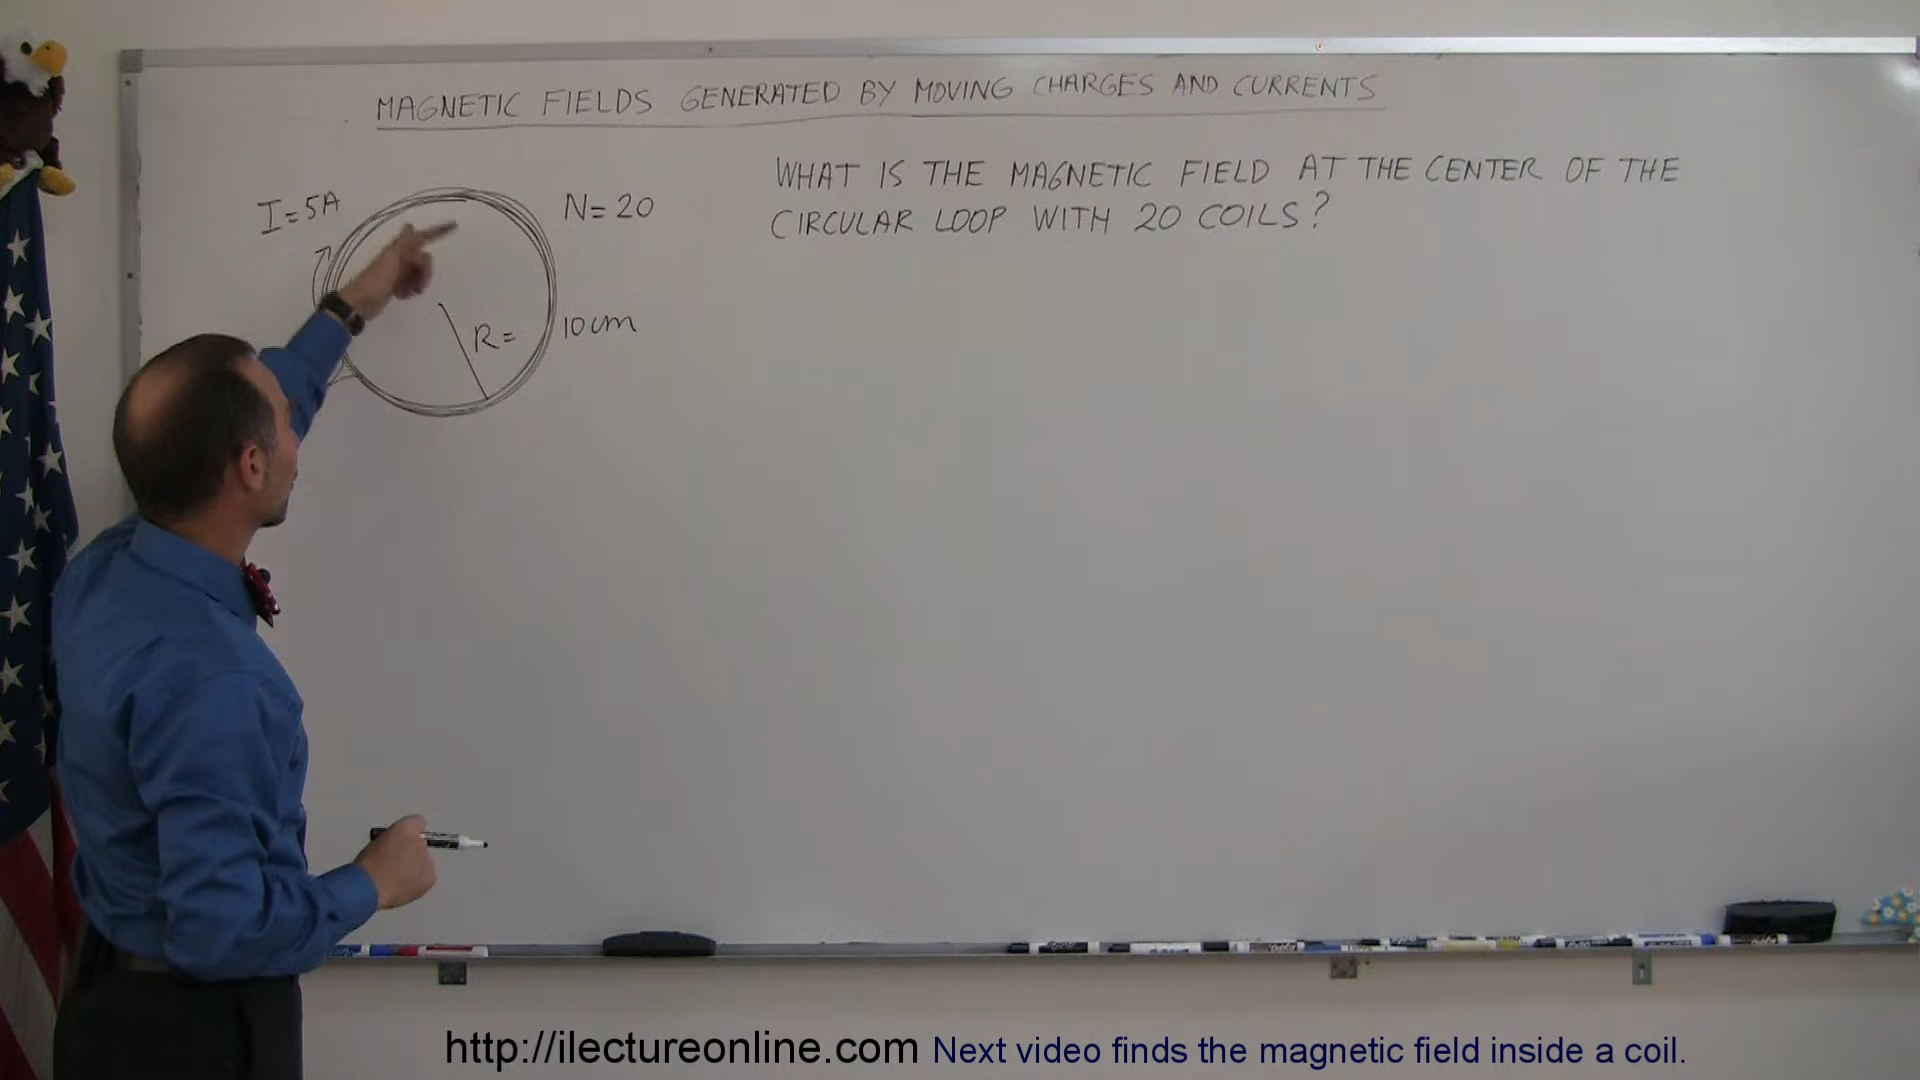 MAGNETIC FIELDS GENERATED BY MOVING CHARGES AND CURRENTS
WHAT IS THE MAGNETIC FIELD AT THE CENTER OF THE
CIRCULAR LOOP WITH 20 COILS?
I=5A
N=20
R= 10cm
http://ilectureonline.com Next video finds the magnetic field inside a coil.